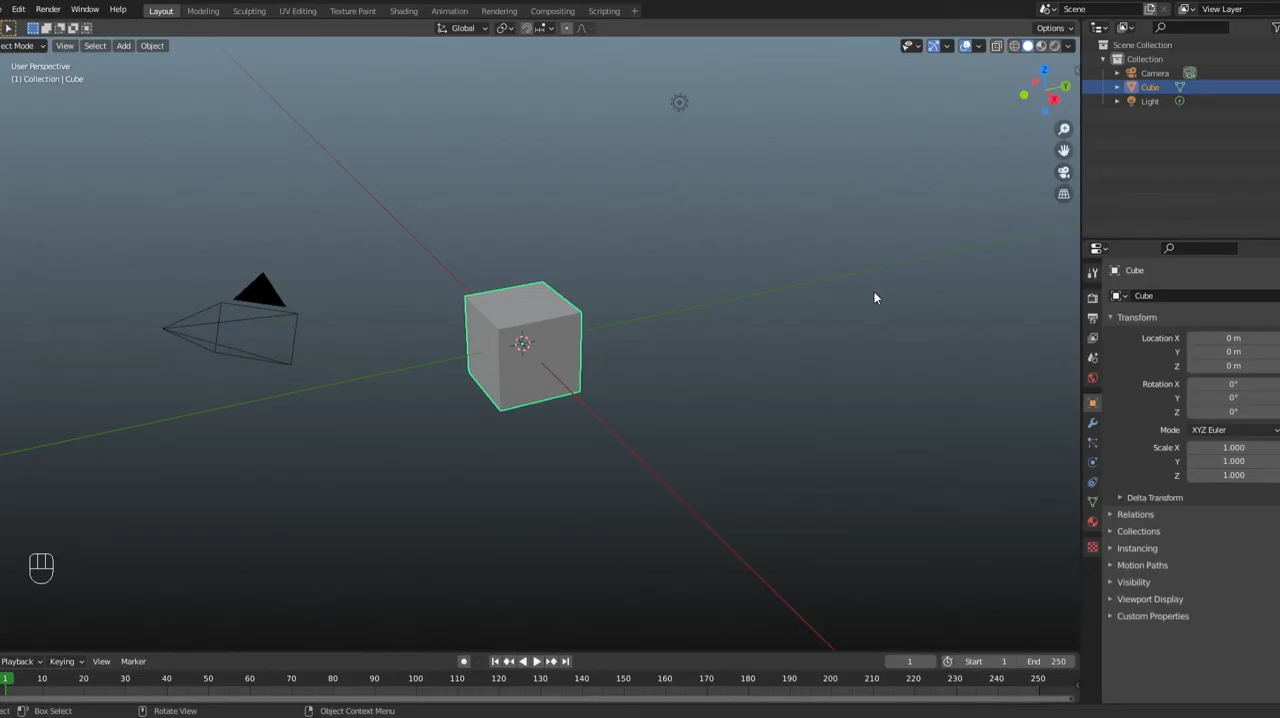 Edit Render Window Help Layout Modeling Sculpting UV Editing Texture Paint Shading Animation Rendering Compositing Scripting + Scene View Layer
Global Options
ect Mode View Select Add Object
User Perspective
(1) Collection | Cube
Z
Y
X
Scene Collection
Collection
Camera
Cube
Light
Cube
Cube
Transform
Location X 0 m
Y 0 m
Z 0 m
Rotation X 0°
Y 0°
Z 0°
Mode XYZ Euler
Scale X 1.000
Y 1.000
Z 1.000
Delta Transform
Relations
Collections
Instancing
Motion Paths
Visibility
Viewport Display
Custom Properties
Playback Keying View Marker 1 Start 1 End 250
1 10 20 30 40 50 60 70 80 90 100 110 120 130 140 150 160 170 180 190 200 210 220 230 240 250
ect Box Select Rotate View Object Context Menu